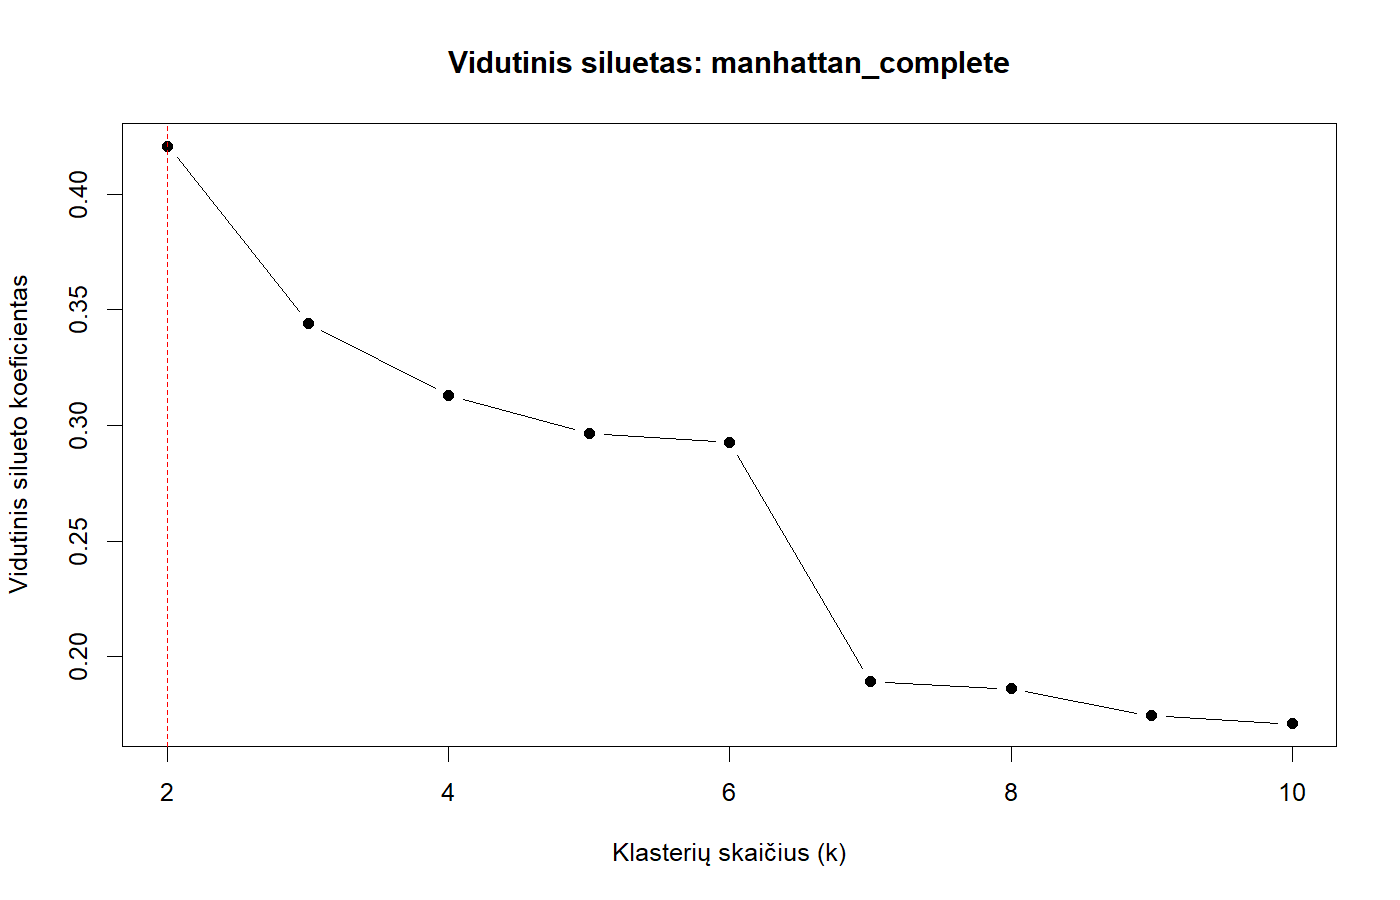 Vidutinis siluetas: manhattan_complete
Vidutinis silueto koeficientas
0.40
0.35
0.30
0.25
0.20
2 4 6 8 10
Klasterių skaičius (k)